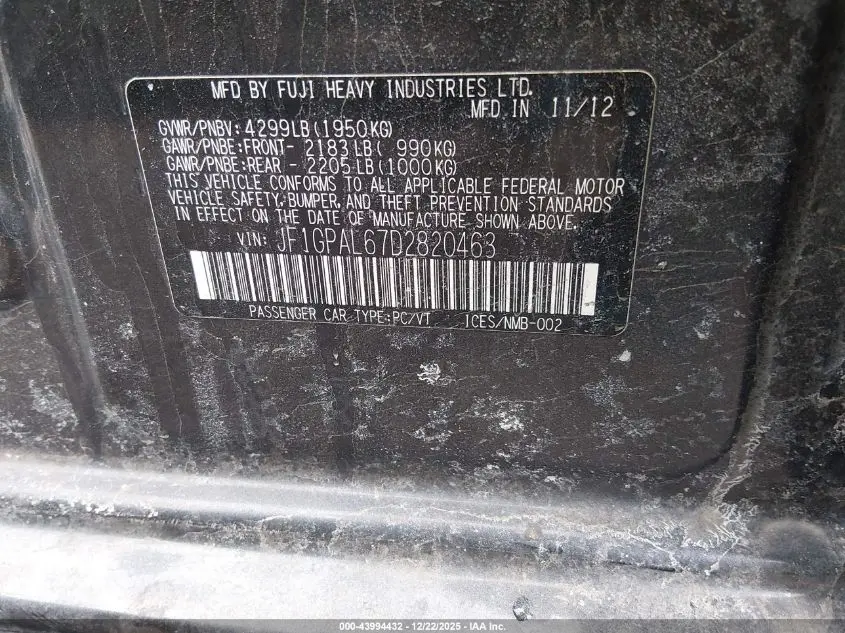 MFD BY FUJI HEAVY INDUSTRIES LTD.
MFD IN 11/12
GVWR/PNBV: 4299LB(1950KG)
GAWR/PNBE:FRONT- 2183LB( 990KG)
GAWR/PNBE:REAR - 2205LB(1000KG)
THIS VEHICLE CONFORMS TO ALL APPLICABLE FEDERAL MOTOR
VEHICLE SAFETY,BUMPER,AND THEFT PREVENTION STANDARDS
IN EFFECT ON THE DATE OF MANUFACTURE SHOWN ABOVE.
VIN: JF1GPAL67D2820463
PASSENGER CAR TYPE:PC/VT ICES/NMB-002
000-43994432 - 12/22/2025 - IAA Inc.